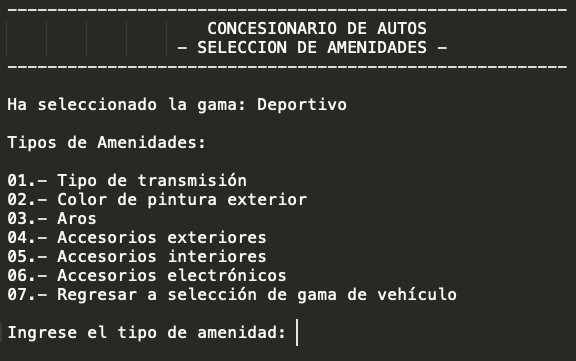 --------------------------------------------------------
CONCESIONARIO DE AUTOS
- SELECCION DE AMENIDADES -
--------------------------------------------------------
Ha seleccionado la gama: Deportivo
Tipos de Amenidades:
01.- Tipo de transmisión
02.- Color de pintura exterior
03.- Aros
04.- Accesorios exteriores
05.- Accesorios interiores
06.- Accesorios electrónicos
07.- Regresar a selección de gama de vehículo
Ingrese el tipo de amenidad: